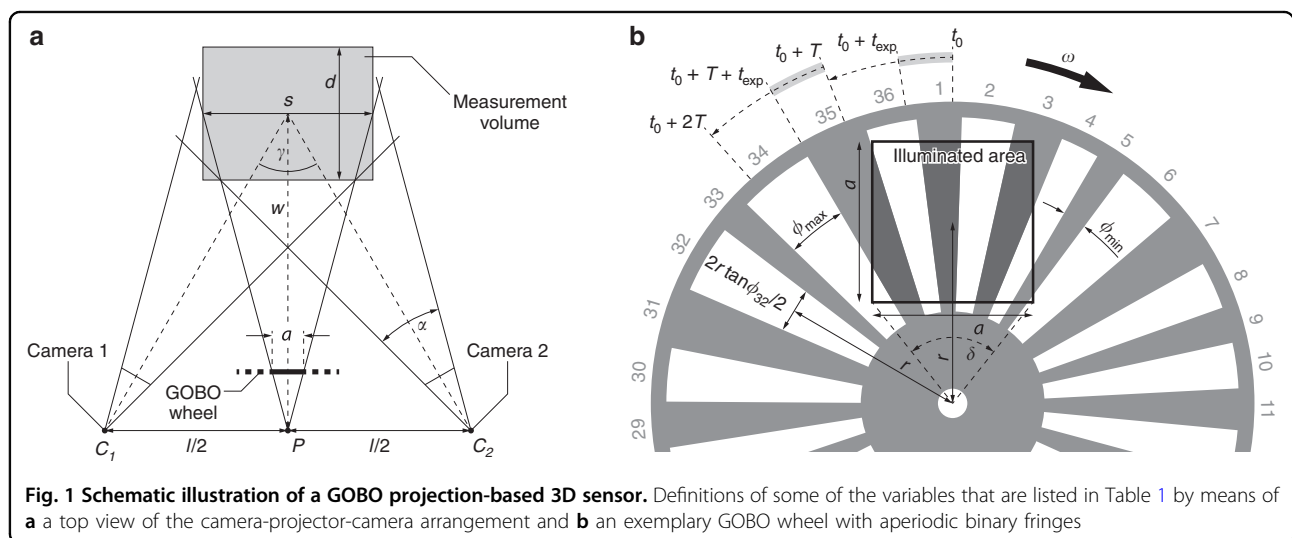 a
d
s
Measurement
volume
γ
w
a
α
Camera 1
Camera 2
GOBO
wheel
C1
l/2
P
l/2
C2
b
t0 + T
t0 + texp
t0
ω
t0 + T + texp
t0 + 2T
36
1
2
3
35
4
34
5
Illuminated area
6
33
a
ϕmax
ϕmin
7
32
2r tanϕ32/2
8
31
9
a
δ
r
r
10
30
11
29
Fig. 1 Schematic illustration of a GOBO projection-based 3D sensor. Definitions of some of the variables that are listed in Table 1 by means of
a a top view of the camera-projector-camera arrangement and b an exemplary GOBO wheel with aperiodic binary fringes